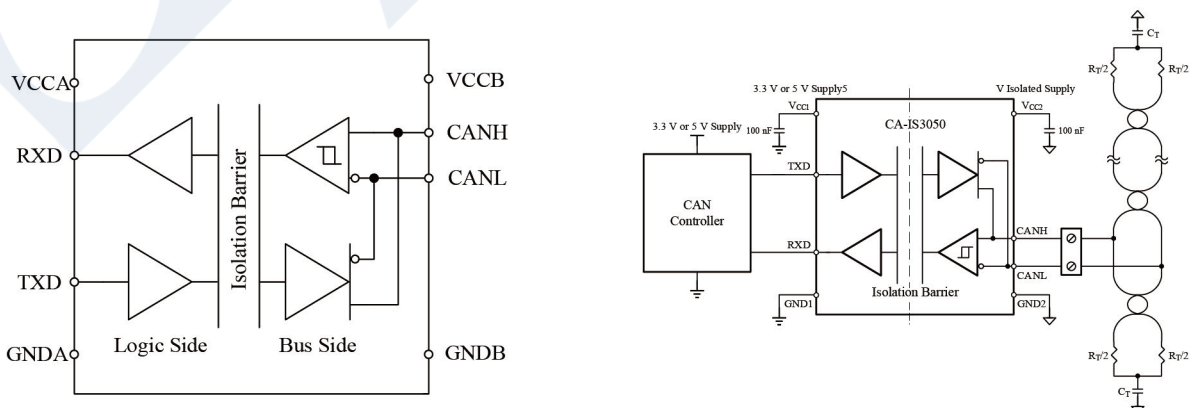 VCCA
VCCB
RXD
CANH
CANL
Isolation Barrier
TXD
Logic Side
Bus Side
GNDA
GNDB
3.3 V or 5 V Supply5
V Isolated Supply
VCC1
VCC2
3.3 V or 5 V Supply
100 nF
CA-IS3050
100 nF
TXD
CAN
Controller
RXD
CANH
CANL
Isolation Barrier
GND1
GND2
CT
RT/2
RT/2
RT/2
RT/2
CT